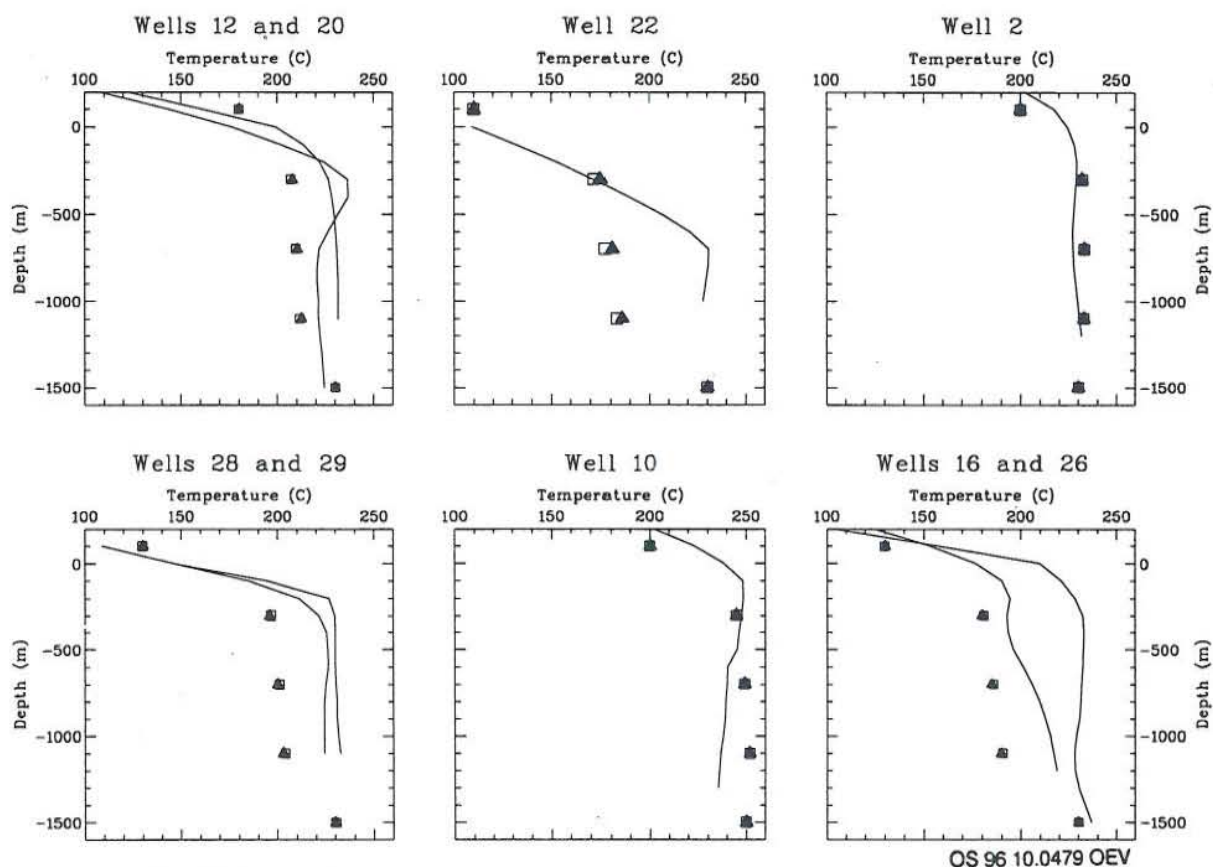 Wells 12 and 20
Well 22
Well 2
Temperature (C)
Temperature (C)
Temperature (C)
100 150 200 250
100 150 200 250
100 150 200 250
0
-500
-1000
-1500
Depth (m)
0
-500
-1000
-1500
Depth (m)
Wells 28 and 29
Well 10
Wells 16 and 26
Temperature (C)
Temperature (C)
Temperature (C)
100 150 200 250
100 150 200 250
100 150 200 250
0
-500
-1000
-1500
Depth (m)
0
-500
-1000
-1500
Depth (m)
OS 96 10.0479 OEV